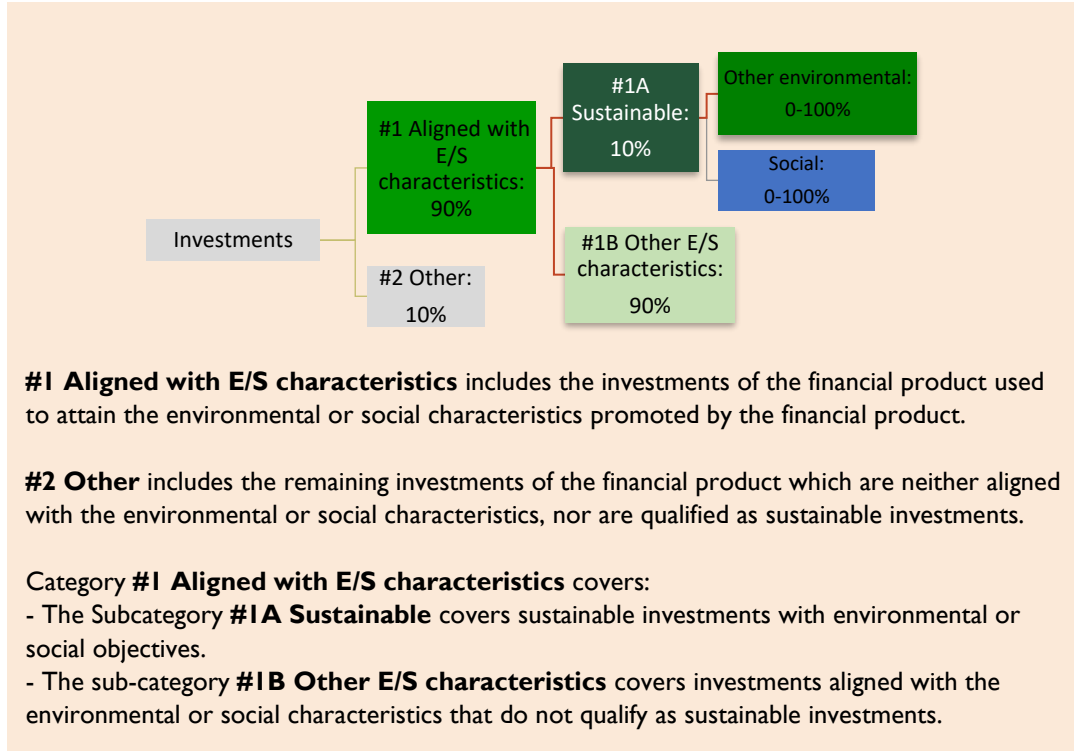 Investments
#1 Aligned with
E/S
characteristics:
90%
#2 Other:
10%
#1A
Sustainable:
10%
#1B Other E/S
characteristics:
90%
Other environmental:
0-100%
Social:
0-100%
#1 Aligned with E/S characteristics includes the investments of the financial product used
to attain the environmental or social characteristics promoted by the financial product.
#2 Other includes the remaining investments of the financial product which are neither aligned
with the environmental or social characteristics, nor are qualified as sustainable investments.
Category #1 Aligned with E/S characteristics covers:
- The Subcategory #1A Sustainable covers sustainable investments with environmental or
social objectives.
- The sub-category #1B Other E/S characteristics covers investments aligned with the
environmental or social characteristics that do not qualify as sustainable investments.